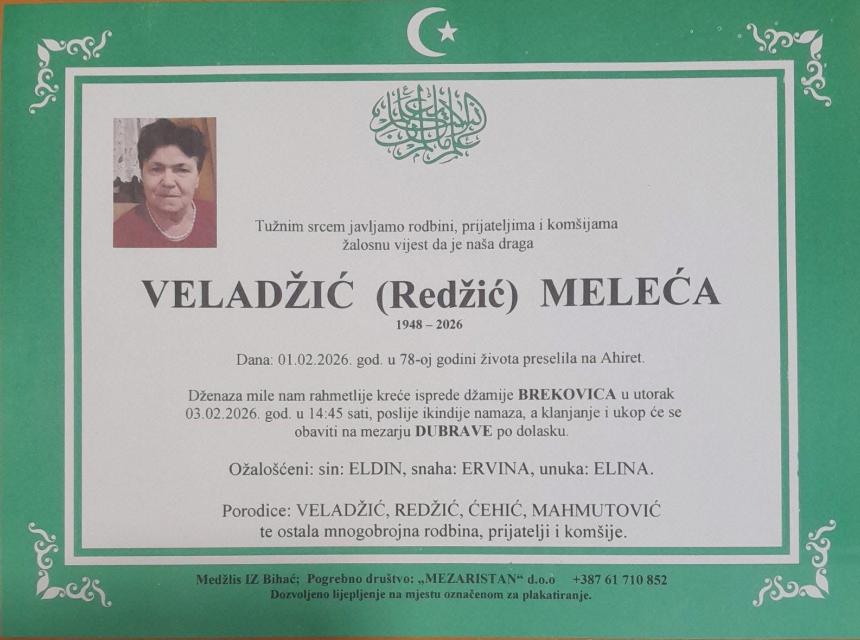 Tužnim srcem javljamo rodbini, prijateljima i komšijama
žalosnu vijest da je naša draga
VELADŽIĆ (Redžić) MELEĆA
1948 – 2026
Dana: 01.02.2026. god. u 78-oj godini života preselila na Ahiret.
Dženaza mile nam rahmetlije kreće isprede džamije BREKOVICA u utorak
03.02.2026. god. u 14:45 sati, poslije ikindije namaza, a klanjanje i ukop će se
obaviti na mezarju DUBRAVE po dolasku.
Ožalošćeni: sin: ELDIN, snaha: ERVINA, unuka: ELINA.
Porodice: VELADŽIĆ, REDŽIĆ, ĆEHIĆ, MAHMUTOVIĆ
te ostala mnogobrojna rodbina, prijatelji i komšije.
Medžlis IZ Bihać; Pogrebno društvo: „MEZARISTAN“ d.o.o +387 61 710 852
Dozvoljeno lijepljenje na mjestu označenom za plakatiranje.